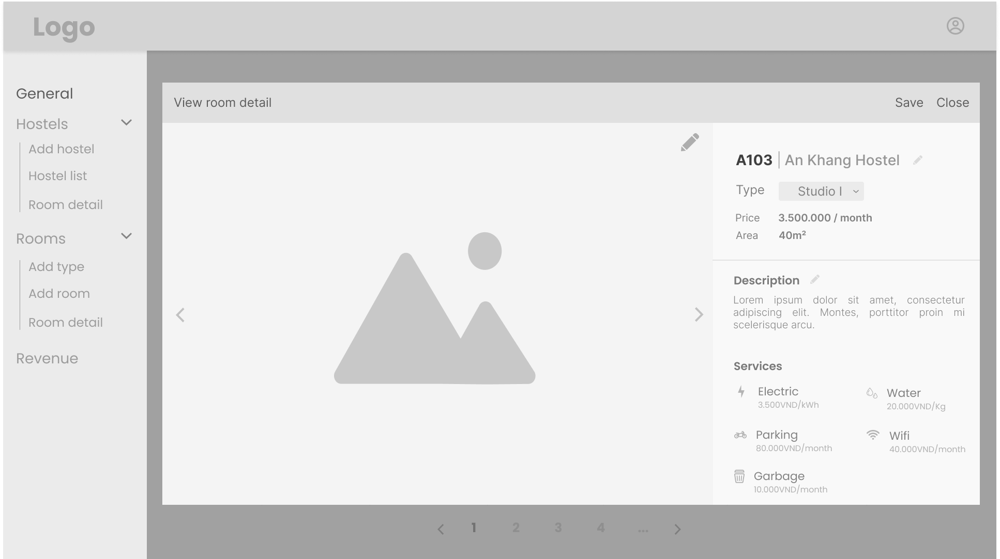 Logo
General
Hostels
Add hostel
Hostel list
Room detail
Rooms
Add type
Add room
Room detail
Revenue
View room detail
Save Close
A103 | An Khang Hostel
Type Studio I
Price 3.500.000 / month
Area 40m²
Description
Lorem ipsum dolor sit amet, consectetur
adipiscing elit. Montes, porttitor proin mi
scelerisque arcu.
Services
Electric
3.500VND/kWh
Water
20.000VND/Kg
Parking
80.000VND/month
Wifi
40.000VND/month
Garbage
10.000VND/month
1 2 3 4 ...